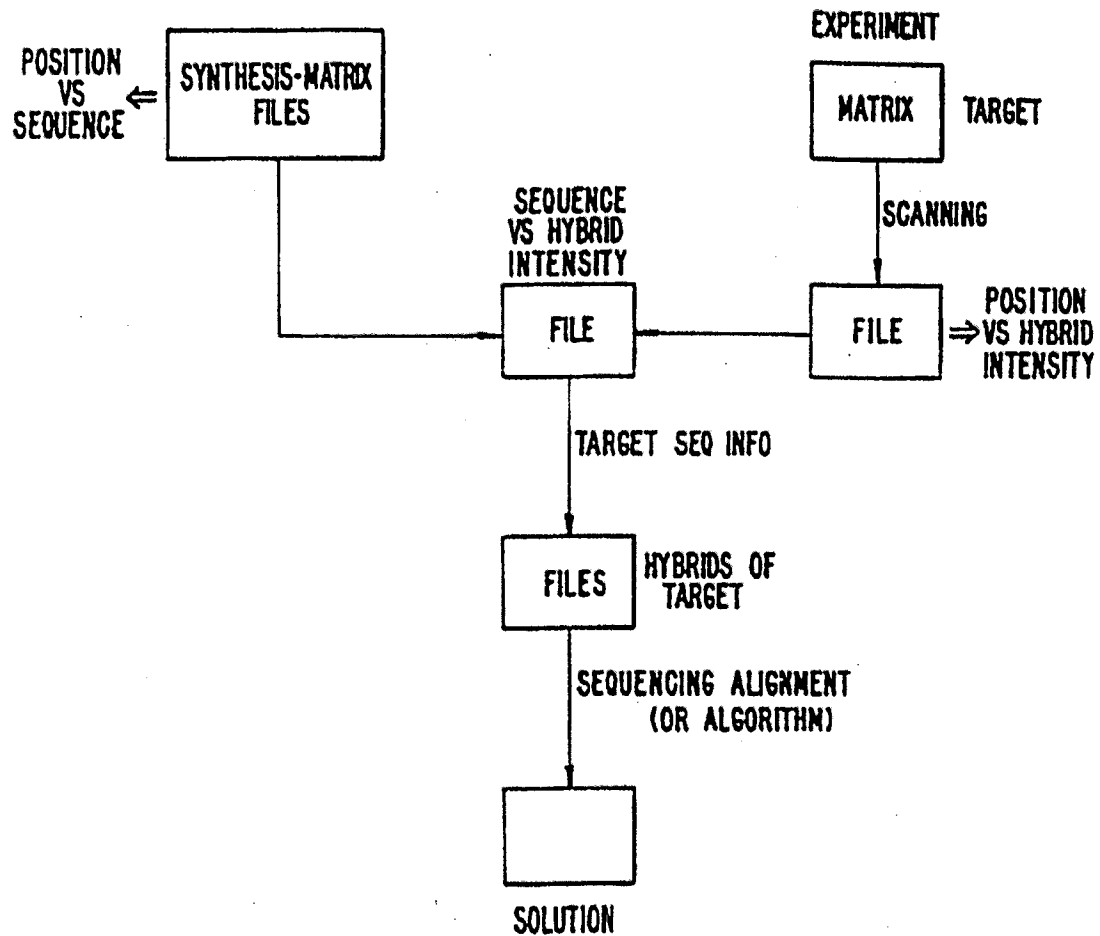 EXPERIMENT
POSITION
VS
SEQUENCE
SYNTHESIS-MATRIX
FILES
MATRIX
TARGET
SCANNING
SEQUENCE
VS HYBRID
INTENSITY
FILE
FILE
POSITION
VS HYBRID
INTENSITY
TARGET SEQ INFO
FILES
HYBRIDS OF
TARGET
SEQUENCING ALIGNMENT
(OR ALGORITHM)
SOLUTION